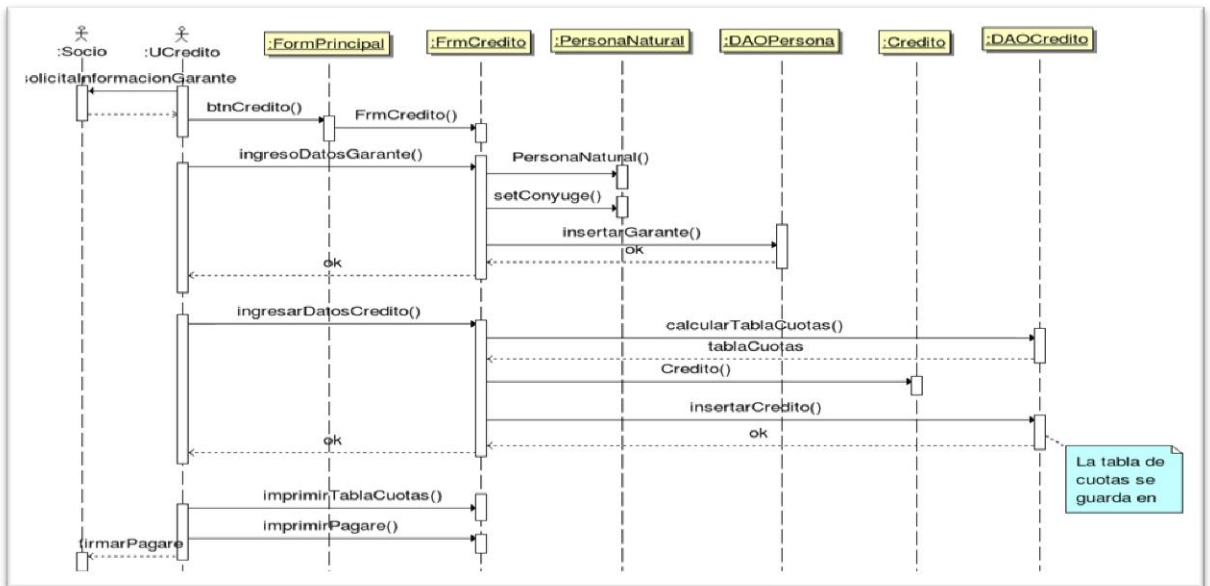 :Socio
:UCredito
:FormPrincipal
:FrmCredito
:PersonaNatural
:DAOPersona
:Credito
:DAOCredito
olicitaInformacionGarante
btnCredito()
FrmCredito()
ingresoDatosGarante()
PersonaNatural()
setConyuge()
insertarGarante()
ok
ok
ingresarDatosCredito()
calcularTablaCuotas()
tablaCuotas
Credito()
insertarCredito()
ok
ok
La tabla de
cuotas se
guarda en
imprimirTablaCuotas()
imprimirPagare()
firmarPagare